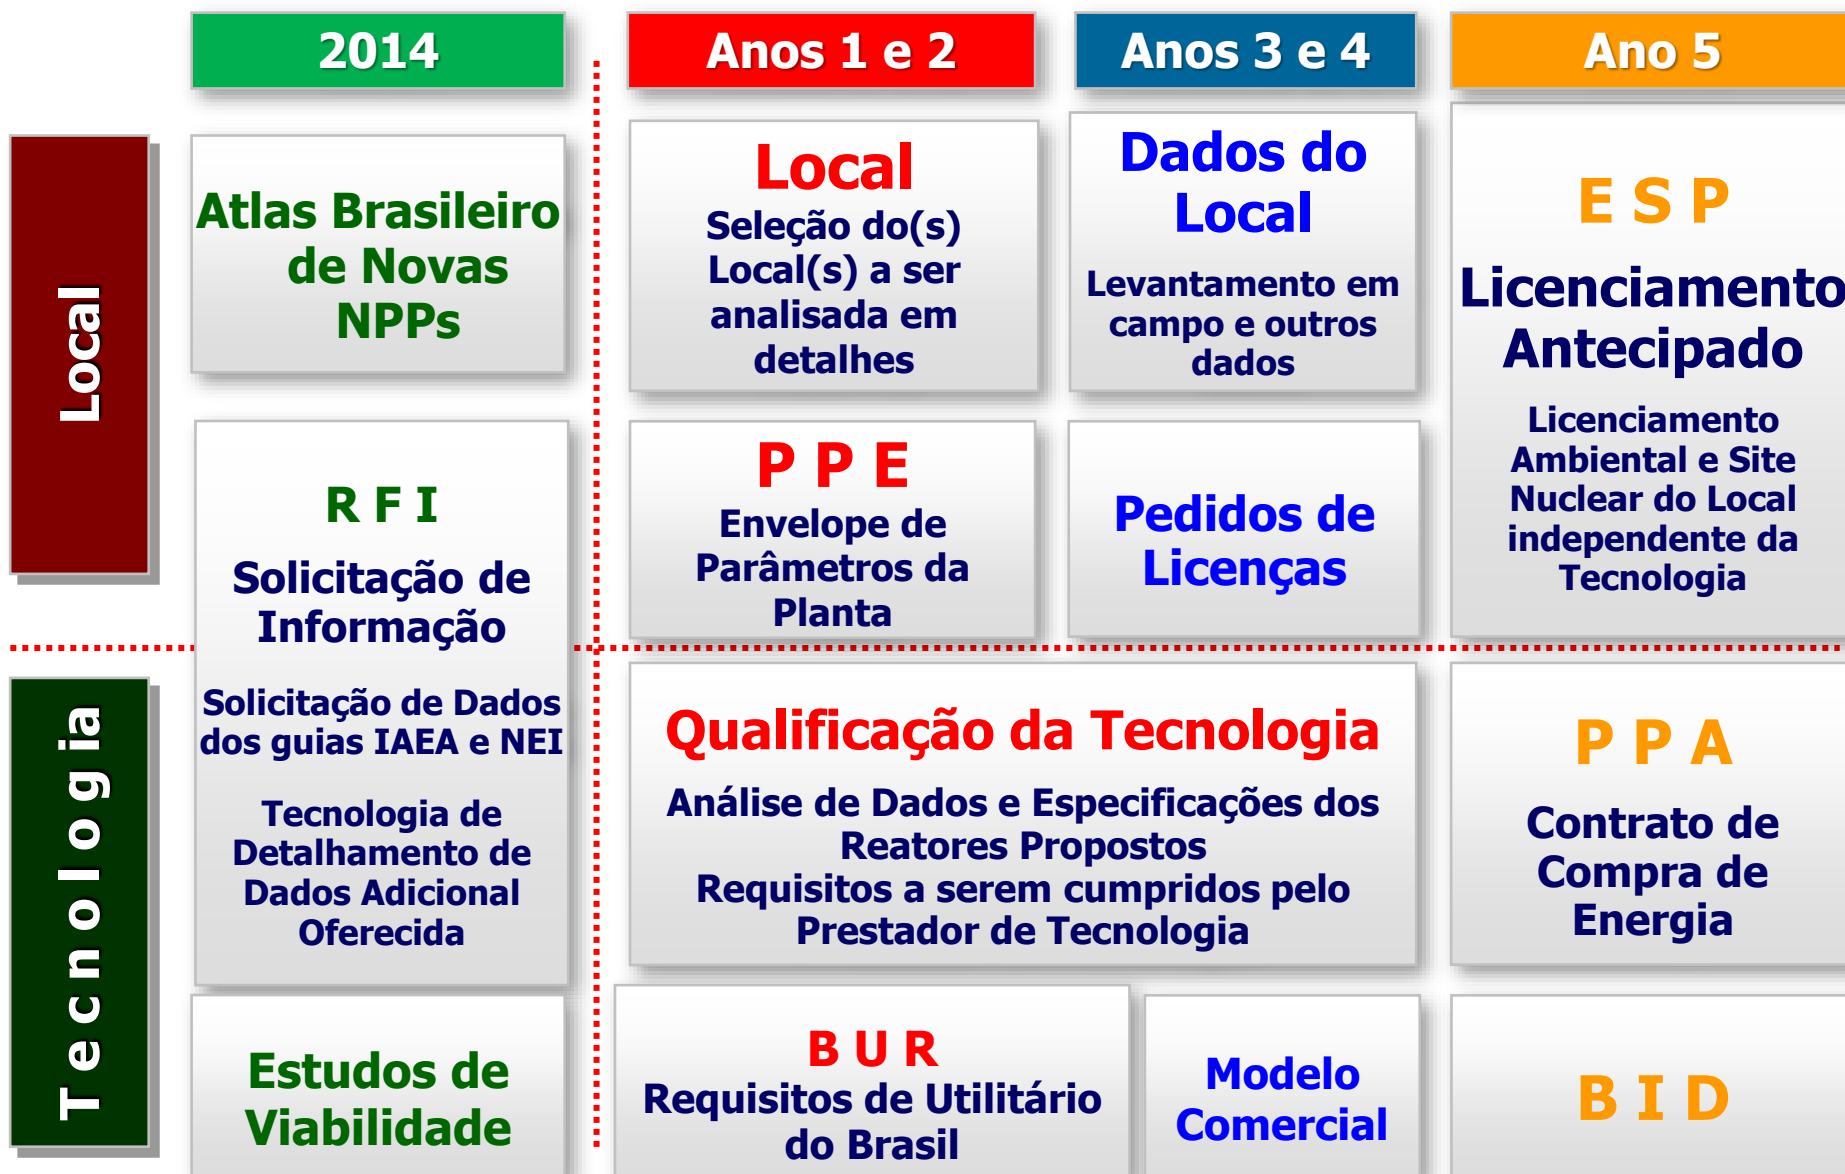 2014
Anos 1 e 2
Anos 3 e 4
Ano 5
Local
Atlas Brasileiro
de Novas
NPPs
Local
Seleção do(s)
Local(s) a ser
analisada em
detalhes
Dados do
Local
Levantamento em
campo e outros
dados
E S P
Licenciamento
Antecipado
Licenciamento
Ambiental e Site
Nuclear do Local
independente da
Tecnologia
R F I
Solicitação de
Informação
Solicitação de Dados
dos guias IAEA e NEI
Tecnologia de
Detalhamento de
Dados Adicional
Oferecida
P P E
Envelope de
Parâmetros da
Planta
Pedidos de
Licenças
Tecnologia
Qualificação da Tecnologia
Análise de Dados e Especificações dos
Reatores Propostos
Requisitos a serem cumpridos pelo
Prestador de Tecnologia
P P A
Contrato de
Compra de
Energia
Estudos de
Viabilidade
B U R
Requisitos de Utilitário
do Brasil
Modelo
Comercial
B I D